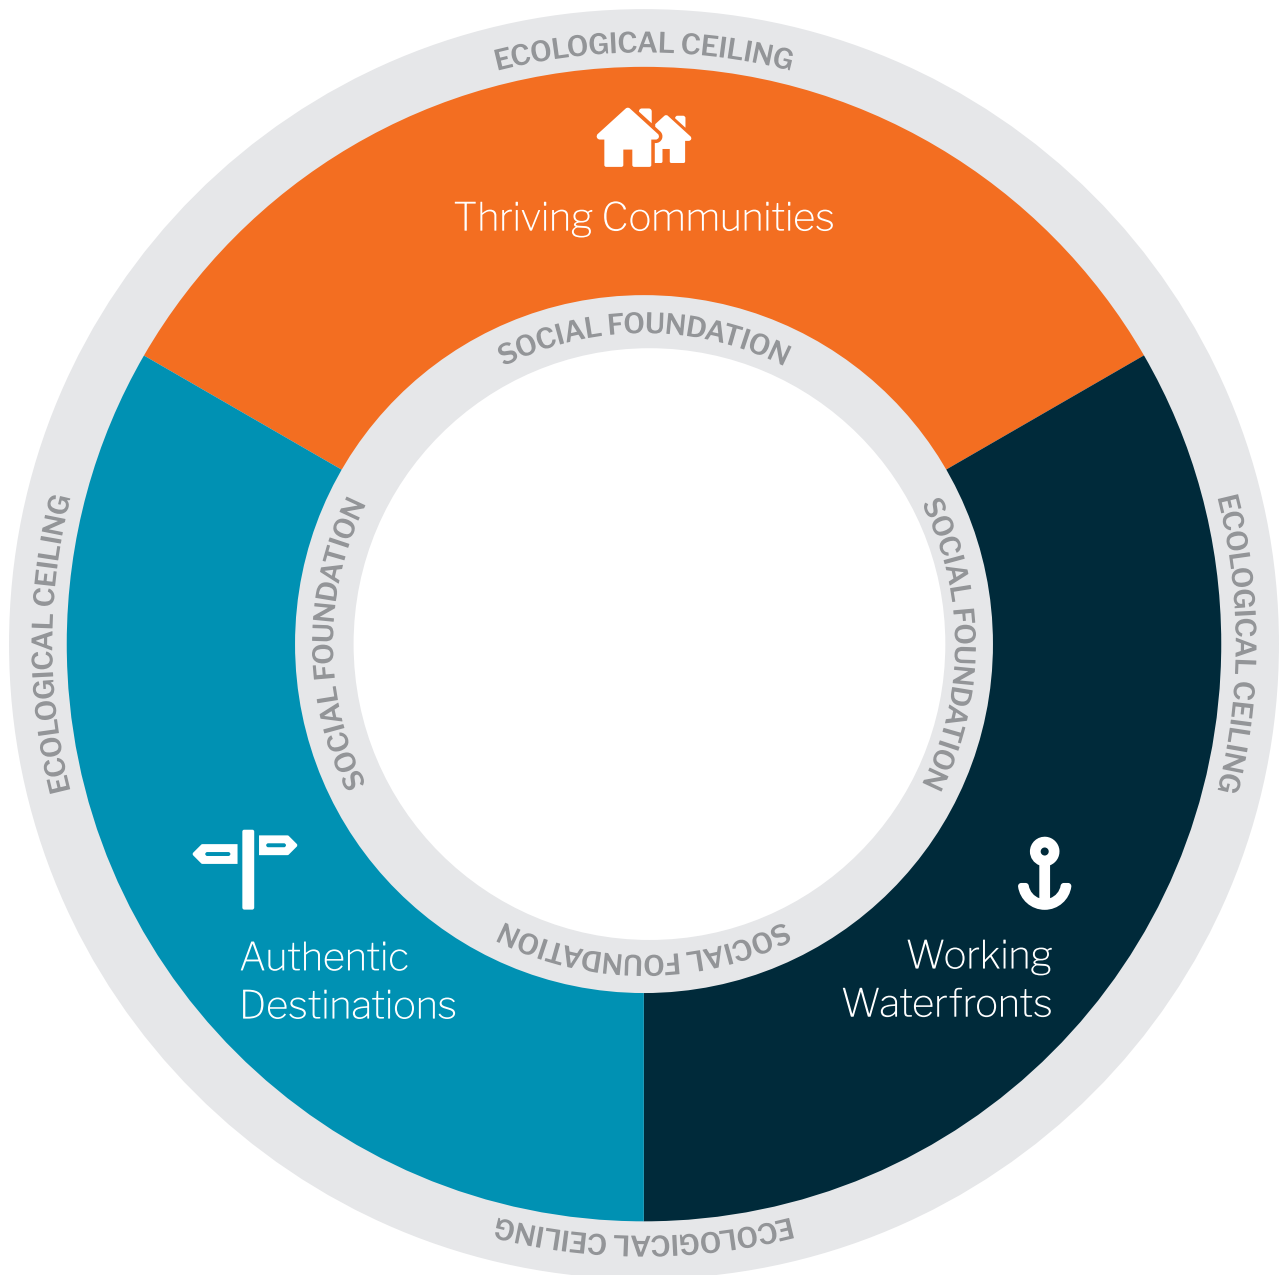 ECOLOGICAL CEILING
Thriving Communities
SOCIAL FOUNDATION
ECOLOGICAL CEILING
SOCIAL FOUNDATION
SOCIAL FOUNDATION
ECOLOGICAL CEILING
Authentic
Destinations
Working
Waterfronts
SOCIAL FOUNDATION
ECOLOGICAL CEILING